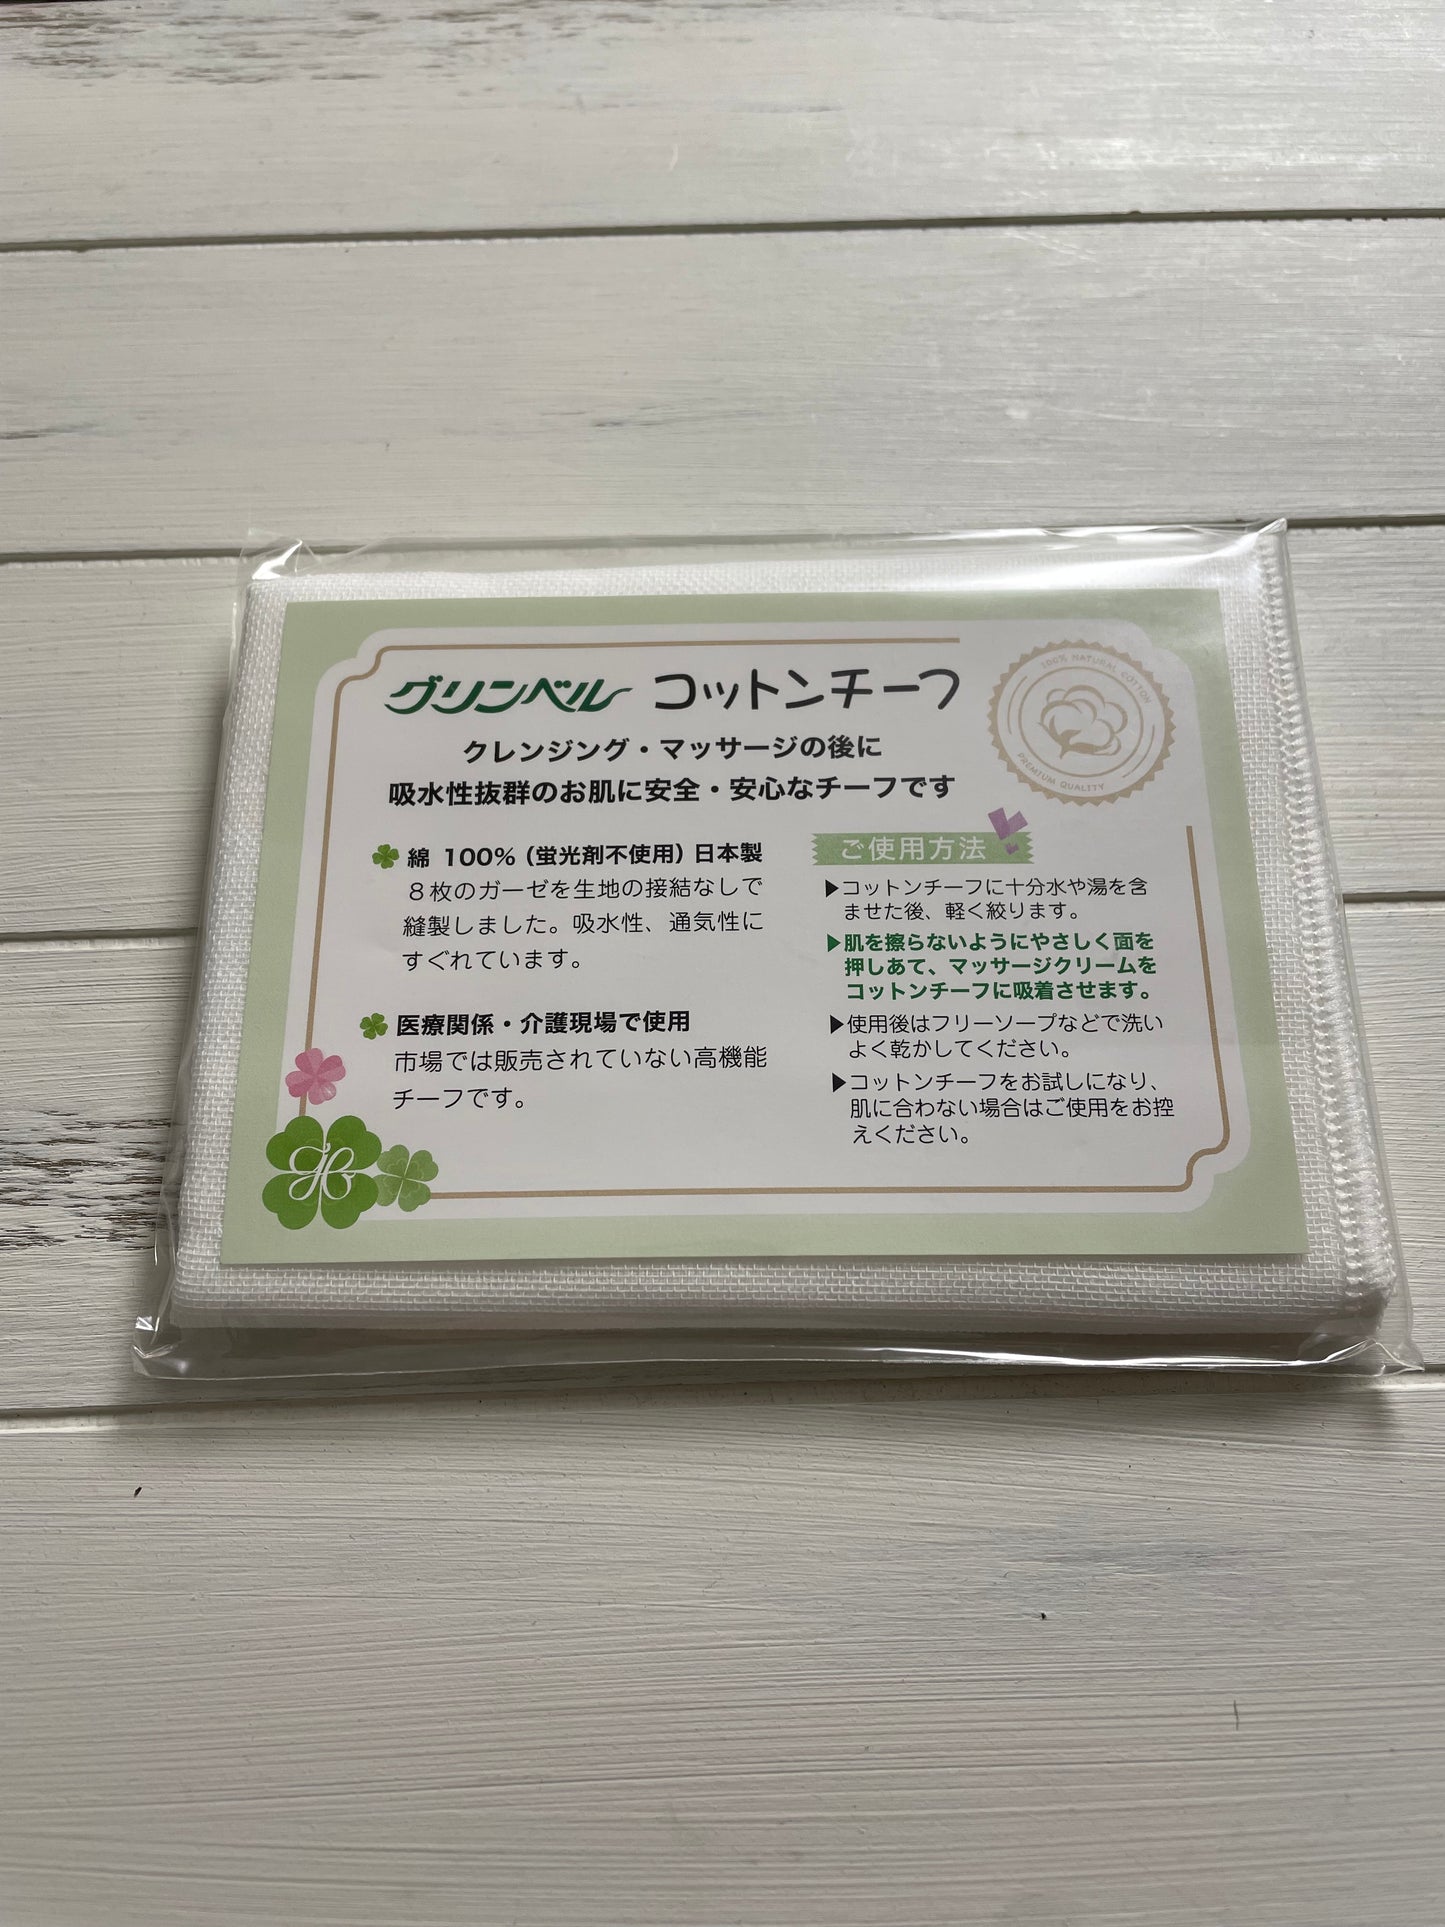 グリンベル コットンチーフ
100% NATURAL COTTON
PREMIUM QUALITY
クレンジング・マッサージの後に
吸水性抜群のお肌に安全・安心なチーフです
綿 100%（蛍光剤不使用）日本製
８枚のガーゼを生地の接結なしで
縫製しました。吸水性、通気性に
すぐれています。
医療関係・介護現場で使用
市場では販売されていない高機能
チーフです。
ご使用方法
▶コットンチーフに十分水や湯を含
ませた後、軽く絞ります。
▶肌を擦らないようにやさしく面を
押しあて、マッサージクリームを
コットンチーフに吸着させます。
▶使用後はフリーソープなどで洗い
よく乾かしてください。
▶コットンチーフをお試しになり、
肌に合わない場合はご使用をお控
えください。